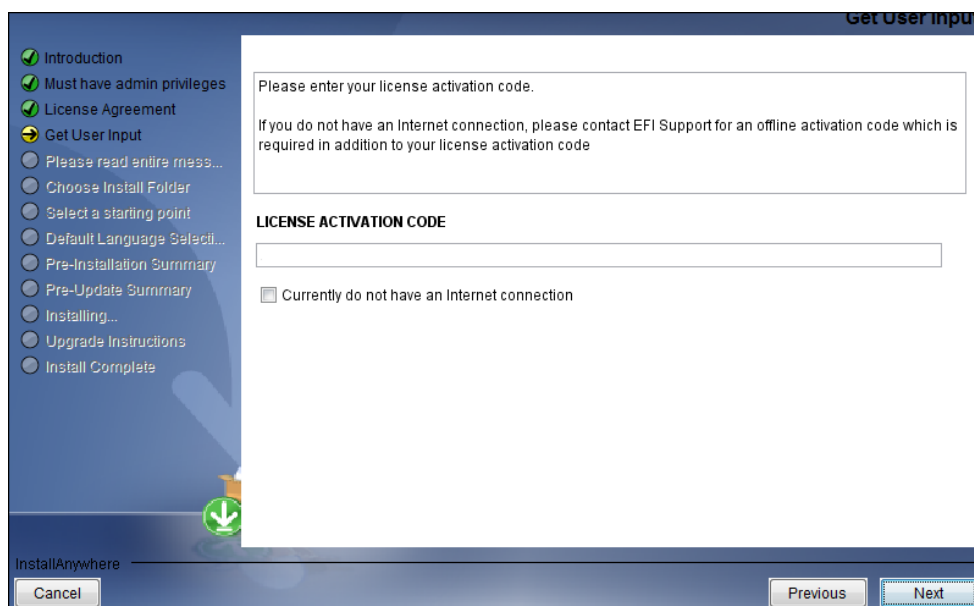 Get User Input
Introduction
Must have admin privileges
License Agreement
Get User Input
Please read entire mess...
Choose Install Folder
Select a starting point
Default Language Selecti...
Pre-Installation Summary
Pre-Update Summary
Installing...
Upgrade Instructions
Install Complete
Please enter your license activation code.
If you do not have an Internet connection, please contact EFI Support for an offline activation code which is
required in addition to your license activation code
LICENSE ACTIVATION CODE
Currently do not have an Internet connection
InstallAnywhere
Cancel
Previous
Next